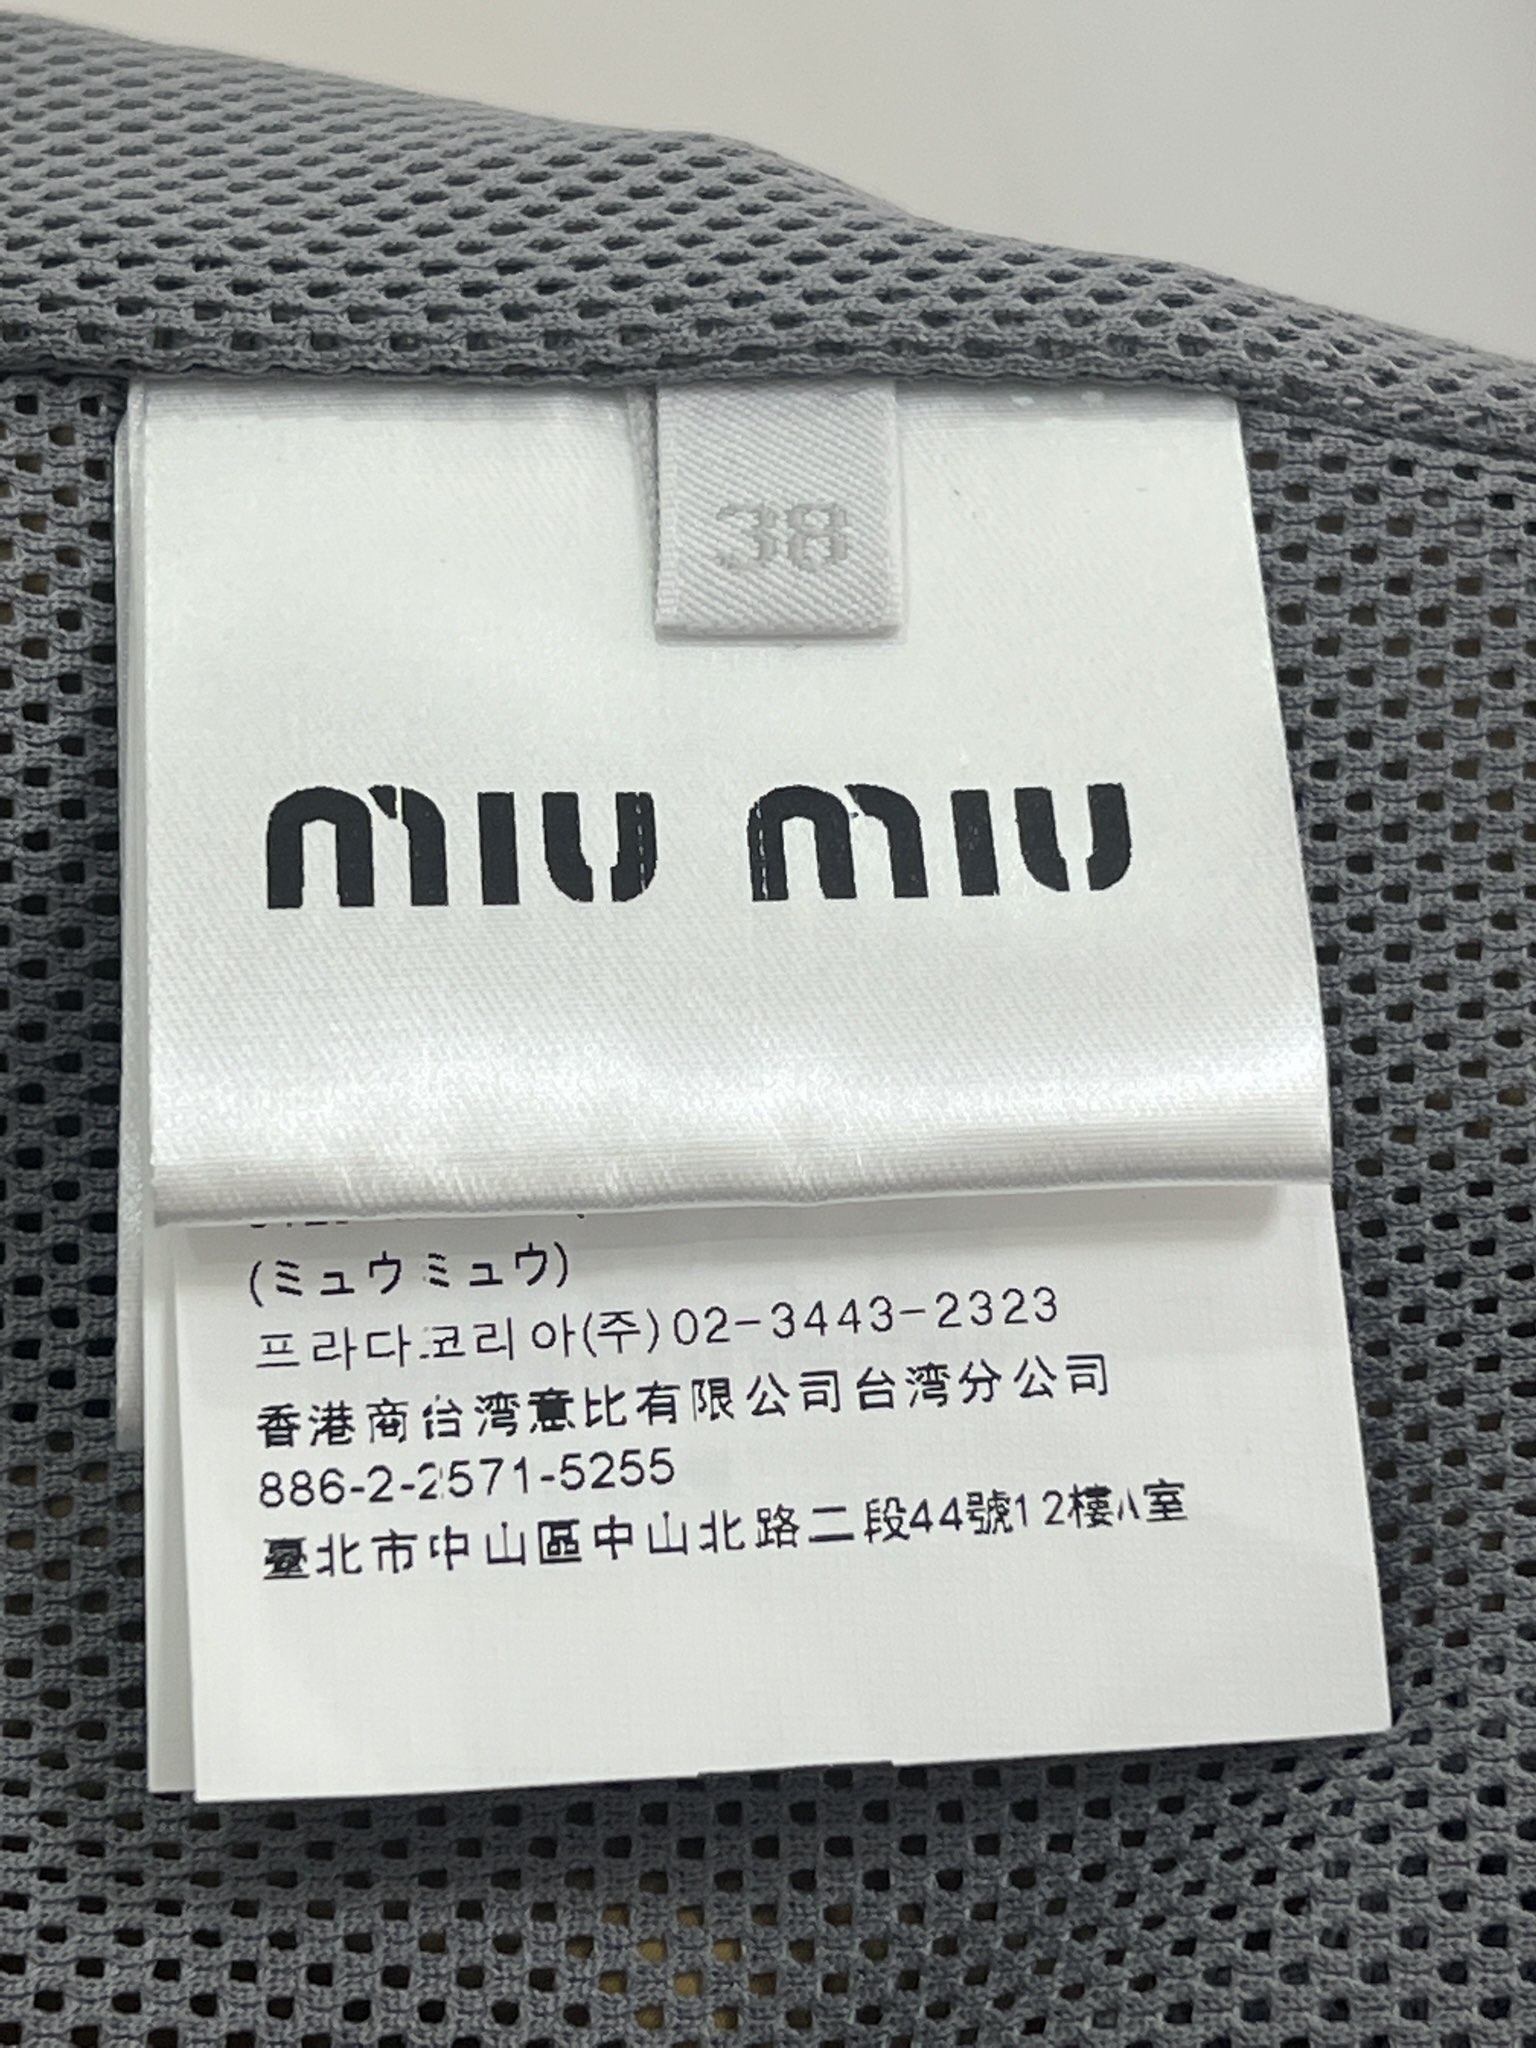 38
miu miu
(ミュウミュウ)
프라다코리아(주)02-3443-2323
香港商台湾意比有限公司台湾分公司
886-2-2571-5255
臺北市中山區中山北路二段44號12樓A室